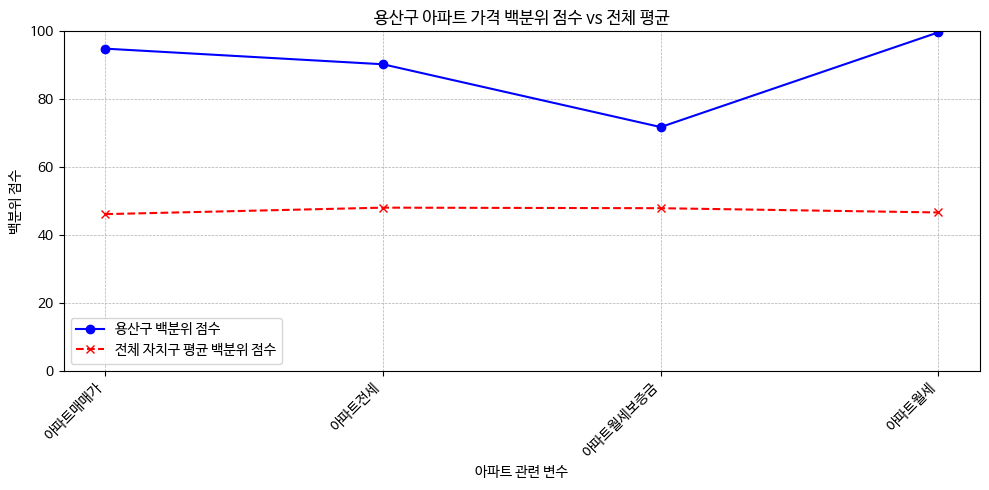 용산구 아파트 가격 백분위 점수 vs 전체 평균
백분위 점수
100
80
60
40
20
0
용산구 백분위 점수
전체 자치구 평균 백분위 점수
아파트매매가
아파트전세
아파트월세보증금
아파트월세
아파트 관련 변수